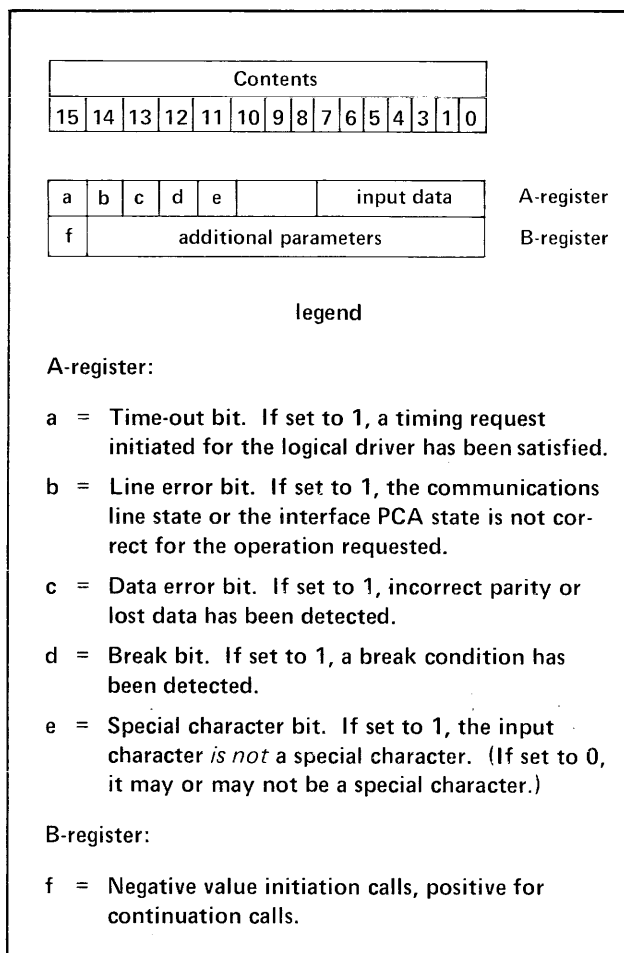 Contents
15 14 13 12 11 10 9 8 7 6 5 4 3 1 0
a b c d e input data A-register
f additional parameters B-register
legend
A-register:
a = Time-out bit. If set to 1, a timing request
initiated for the logical driver has been satisfied.
b = Line error bit. If set to 1, the communications
line state or the interface PCA state is not cor-
rect for the operation requested.
c = Data error bit. If set to 1, incorrect parity or
lost data has been detected.
d = Break bit. If set to 1, a break condition has
been detected.
e = Special character bit. If set to 1, the input
character is not a special character. (If set to 0,
it may or may not be a special character.)
B-register:
f = Negative value initiation calls, positive for
continuation calls.